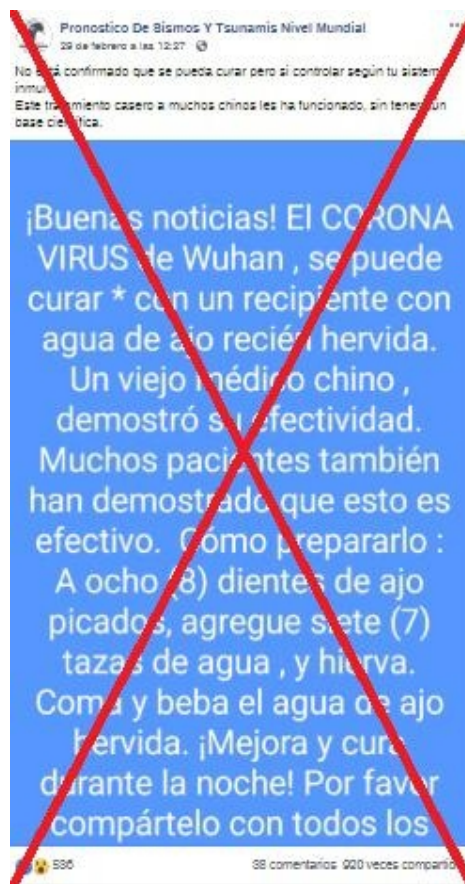 Pronostico De Bismos Y Tsunamis Nivel Mundial
29 de febrero a las 12:27
No está confirmado que se pueda curar pero si controlar según tu sistema
inmun
Este tratamiento casero a muchos chinos les ha funcionado, sin tener un
base científica.
¡Buenas noticias! El CORONA
VIRUS de Wuhan , se puede
curar * con un recipiente con
agua de ajo recién hervida.
Un viejo médico chino ,
demostró su efectividad.
Muchos pacientes también
han demostrado que esto es
efectivo. Cómo prepararlo :
A ocho (8) dientes de ajo
picados, agregue siete (7)
tazas de agua , y hierva.
Coma y beba el agua de ajo
hervida. ¡Mejora y cura
durante la noche! Por favor
compártelo con todos los
536
38 comentarios 920 veces compartido